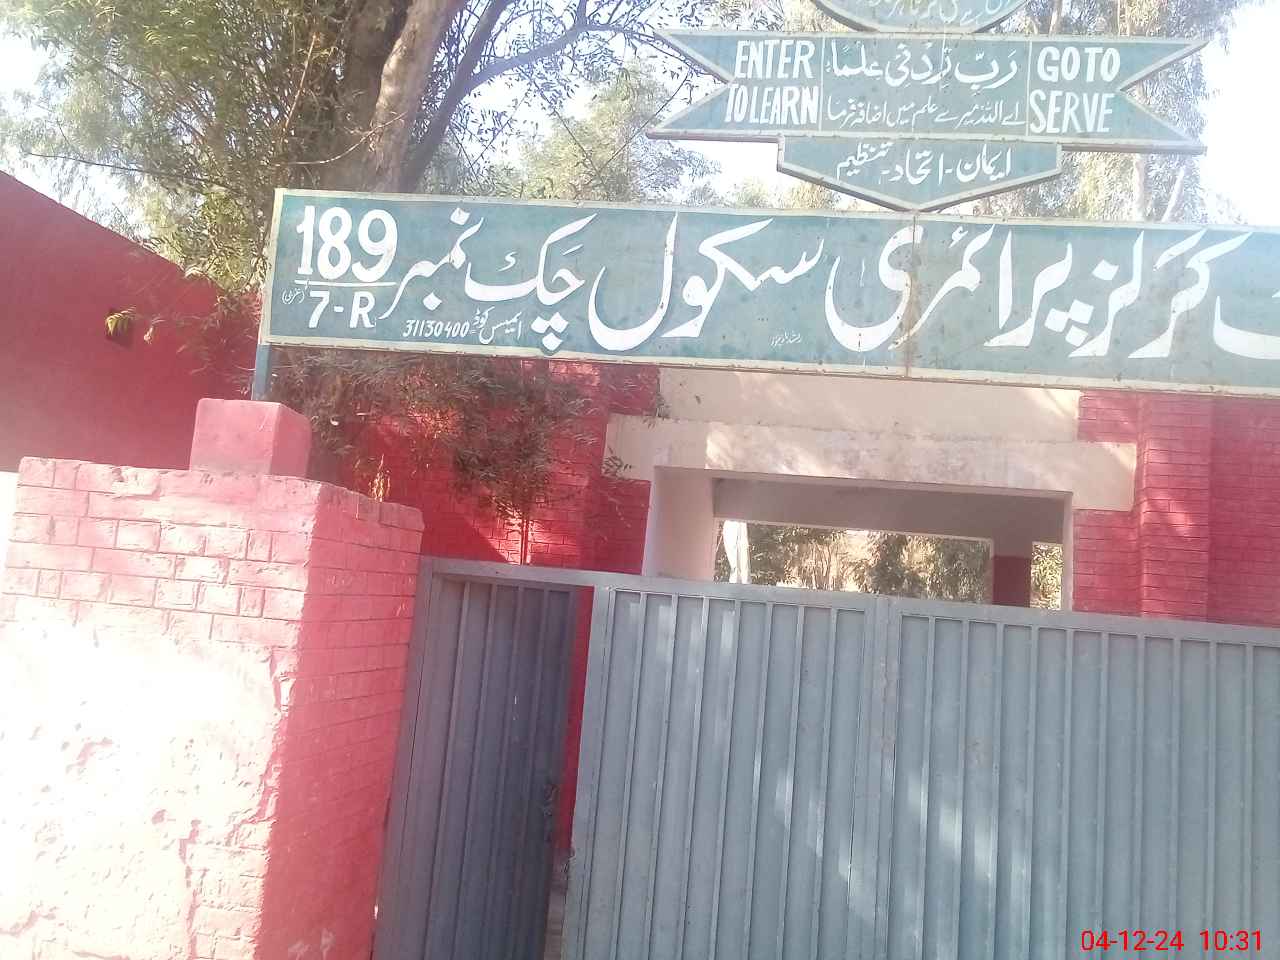 ENTER TO LEARN
رَبِّ زِدْنِی عِلْمًا
اے اللہ میرے علم میں اضافہ فرما
GO TO SERVE
ایمان - اتحاد - تنظیم
گرلز پرائمری سکول چک نمبر 189
7-R
(غربی)
ایمیس کوڈ 31130400
04-12-24 10:31